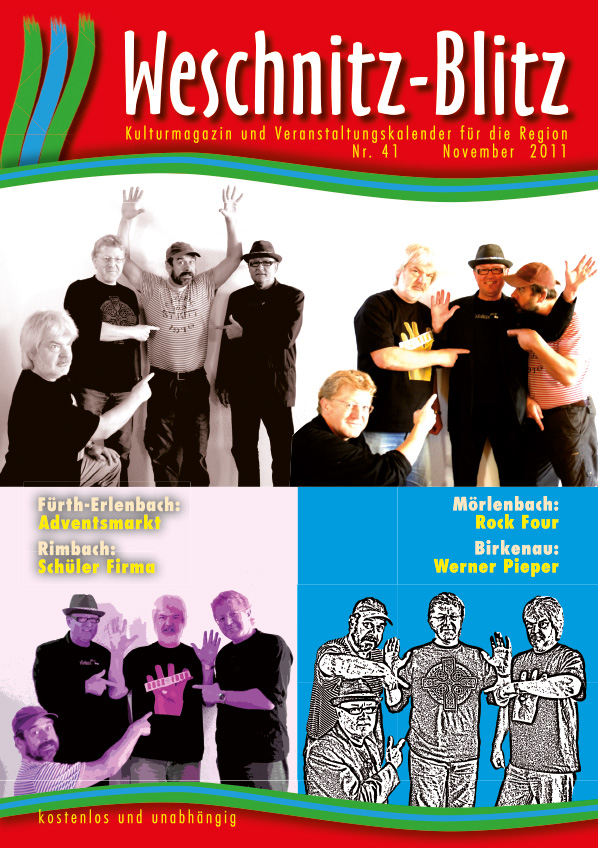 Weschnitz-Blitz
Kulturmagazin und Veranstaltungskalender für die Region
Nr. 41 November 2011
Fürth-Erlenbach:
Adventsmarkt
Rimbach:
Schüler Firma
Mörlenbach:
Rock Four
Birkenau:
Werner Pieper
kostenlos und unabhängig